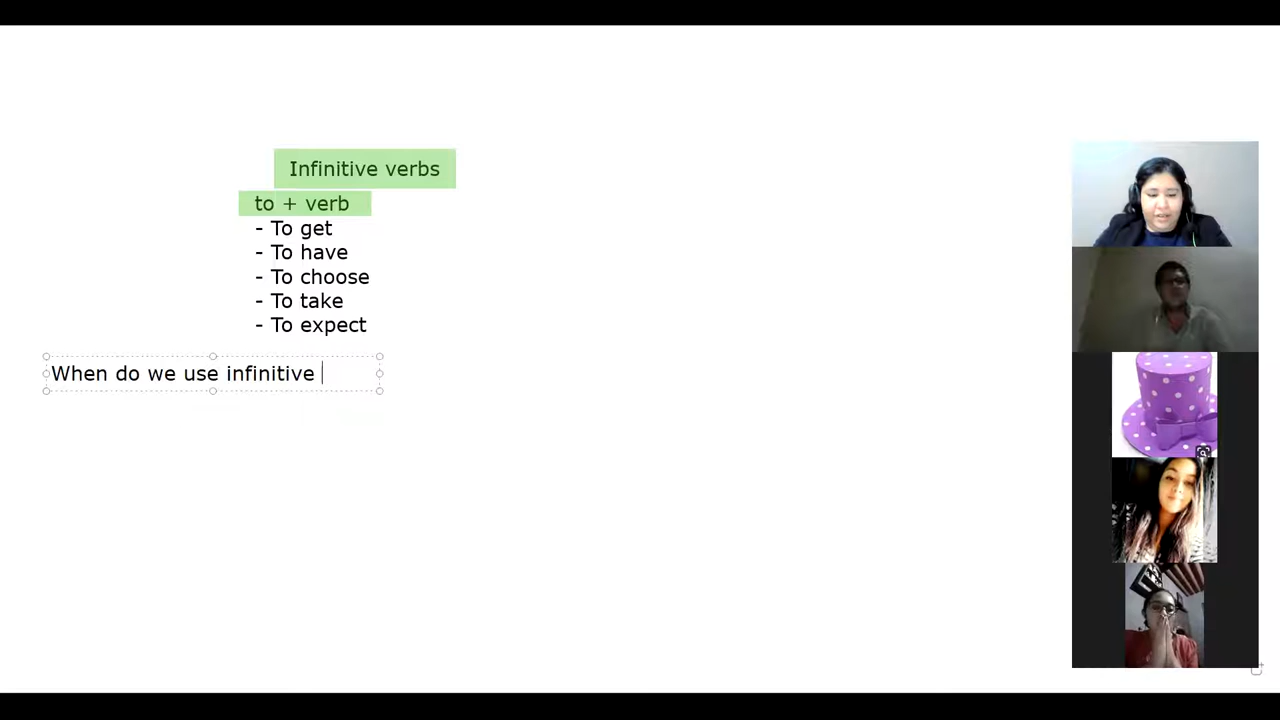 Infinitive verbs
to + verb
- To get
- To have
- To choose
- To take
- To expect
When do we use infinitive